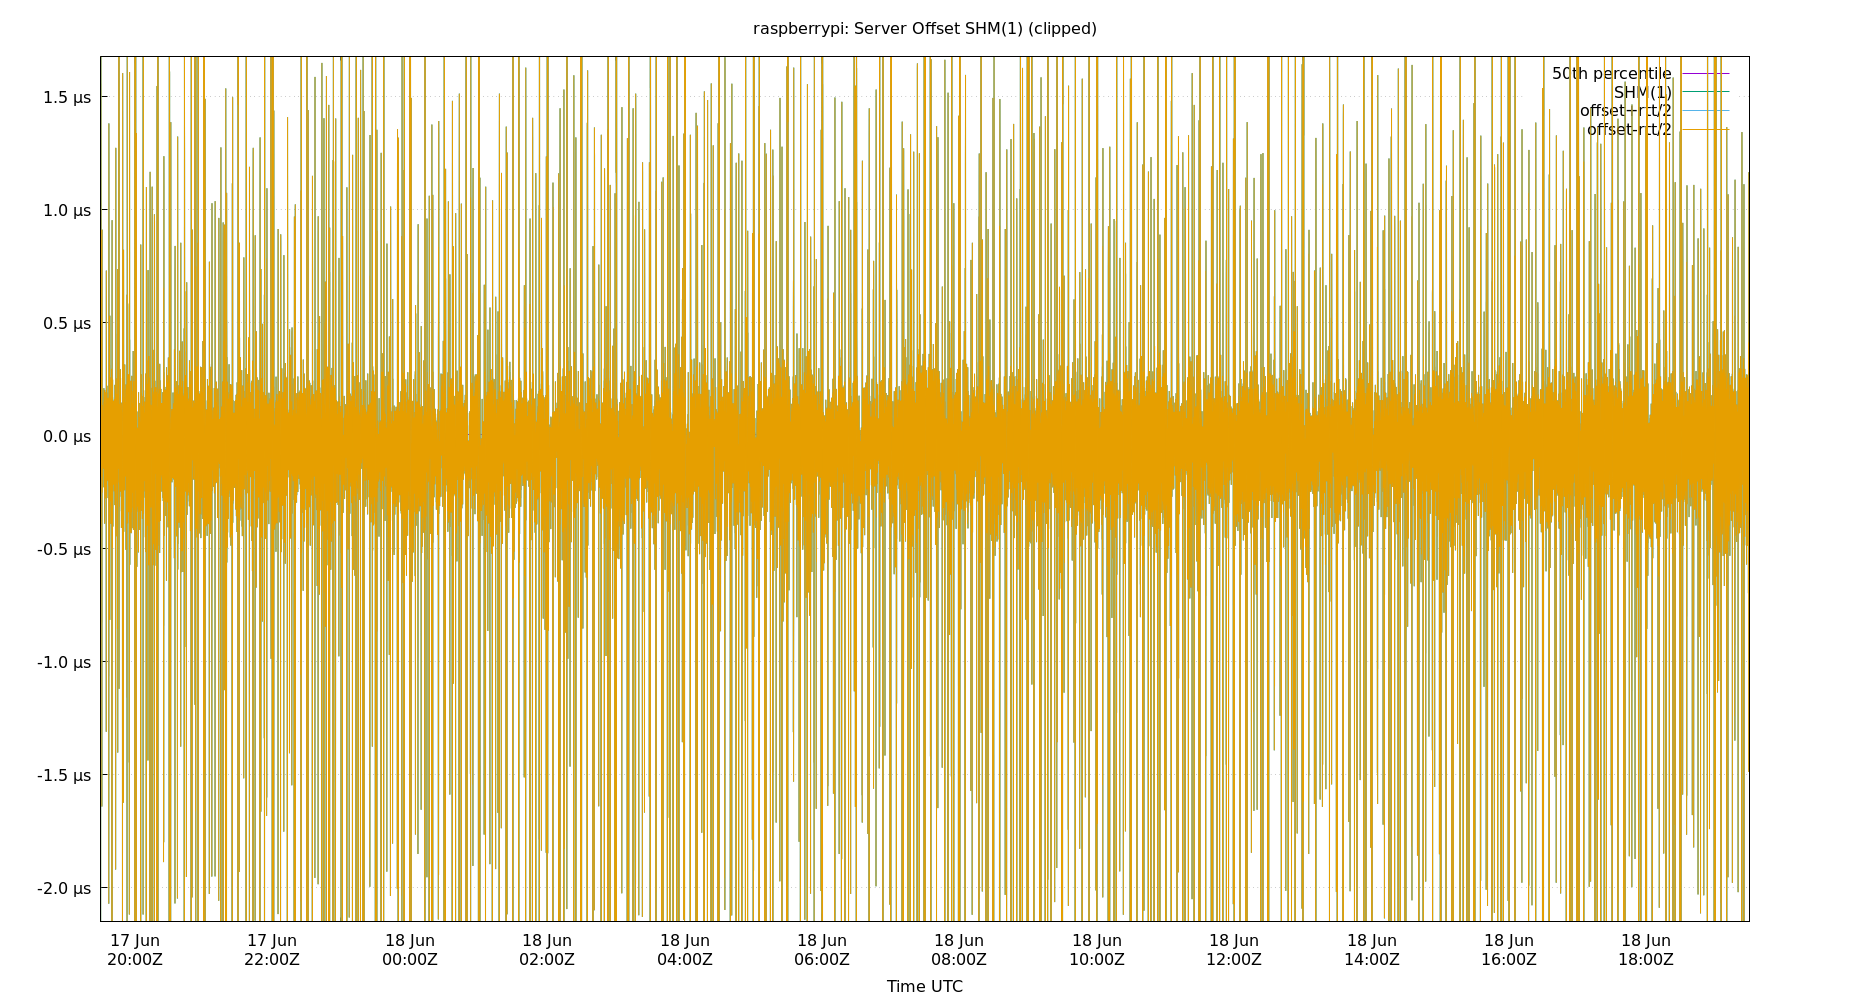 raspberrypi: Server Offset SHM(1) (clipped)
50th percentile
SHM(1)
offset+rtt/2
offset-rtt/2
1.5 µs
1.0 µs
0.5 µs
0.0 µs
-0.5 µs
-1.0 µs
-1.5 µs
-2.0 µs
17 Jun 17 Jun 18 Jun 18 Jun 18 Jun 18 Jun 18 Jun 18 Jun 18 Jun 18 Jun 18 Jun 18 Jun
20:00Z 22:00Z 00:00Z 02:00Z 04:00Z 06:00Z 08:00Z 10:00Z 12:00Z 14:00Z 16:00Z 18:00Z
Time UTC